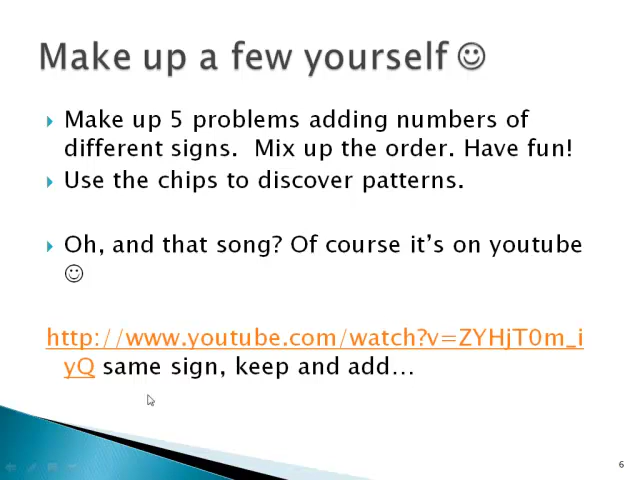 Make up a few yourself ☺
Make up 5 problems adding numbers of
different signs.  Mix up the order. Have fun!
Use the chips to discover patterns.
Oh, and that song? Of course it's on youtube
☺
http://www.youtube.com/watch?v=ZYHjT0m_i
yQ same sign, keep and add…
6